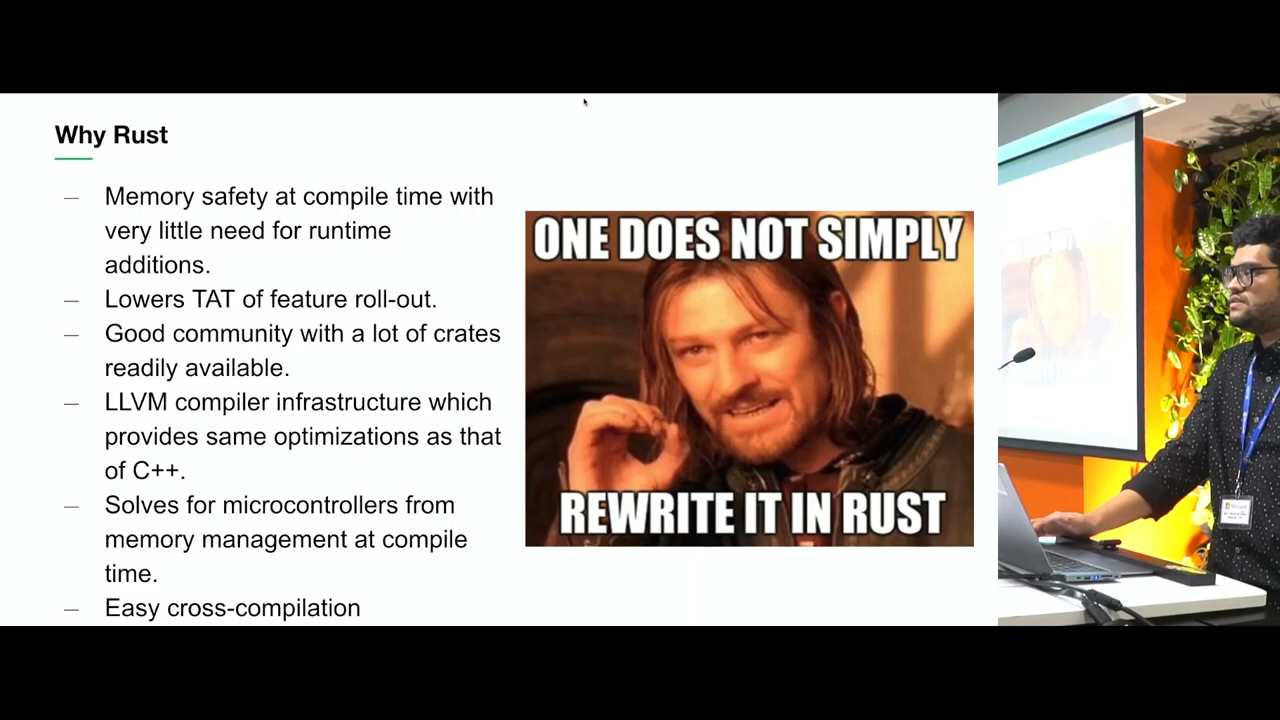 Why Rust
— Memory safety at compile time with
very little need for runtime
additions.
— Lowers TAT of feature roll-out.
— Good community with a lot of crates
readily available.
— LLVM compiler infrastructure which
provides same optimizations as that
of C++.
— Solves for microcontrollers from
memory management at compile
time.
— Easy cross-compilation
ONE DOES NOT SIMPLY
REWRITE IT IN RUST